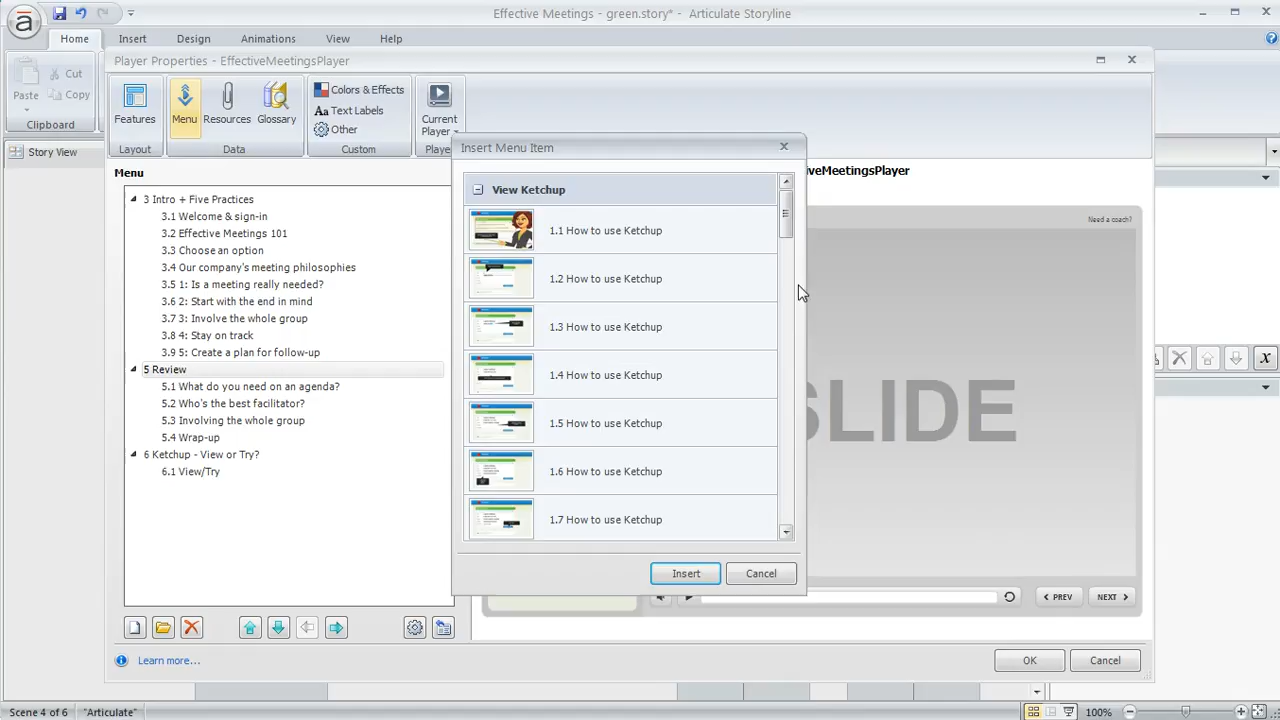 Effective Meetings - green.story* - Articulate Storyline
Home
Insert
Design
Animations
View
Help
Paste
Cut
Copy
Clipboard
Story View
Player Properties - EffectiveMeetingsPlayer
Features
Layout
Menu
Resources
Glossary
Data
Colors & Effects
Text Labels
Other
Custom
Current
Player
Playe
Menu
3 Intro + Five Practices
3.1 Welcome & sign-in
3.2 Effective Meetings 101
3.3 Choose an option
3.4 Our company's meeting philosophies
3.5 1: Is a meeting really needed?
3.6 2: Start with the end in mind
3.7 3: Involve the whole group
3.8 4: Stay on track
3.9 5: Create a plan for follow-up
5 Review
5.1 What do you need on an agenda?
5.2 Who's the best facilitator?
5.3 Involving the whole group
5.4 Wrap-up
6 Ketchup - View or Try?
6.1 View/Try
Insert Menu Item
View Ketchup
1.1 How to use Ketchup
1.2 How to use Ketchup
1.3 How to use Ketchup
1.4 How to use Ketchup
1.5 How to use Ketchup
1.6 How to use Ketchup
1.7 How to use Ketchup
Insert
Cancel
iveMeetingsPlayer
Need a coach?
SLIDE
PREV
NEXT
Learn more...
OK
Cancel
Scene 4 of 6
"Articulate"
100%